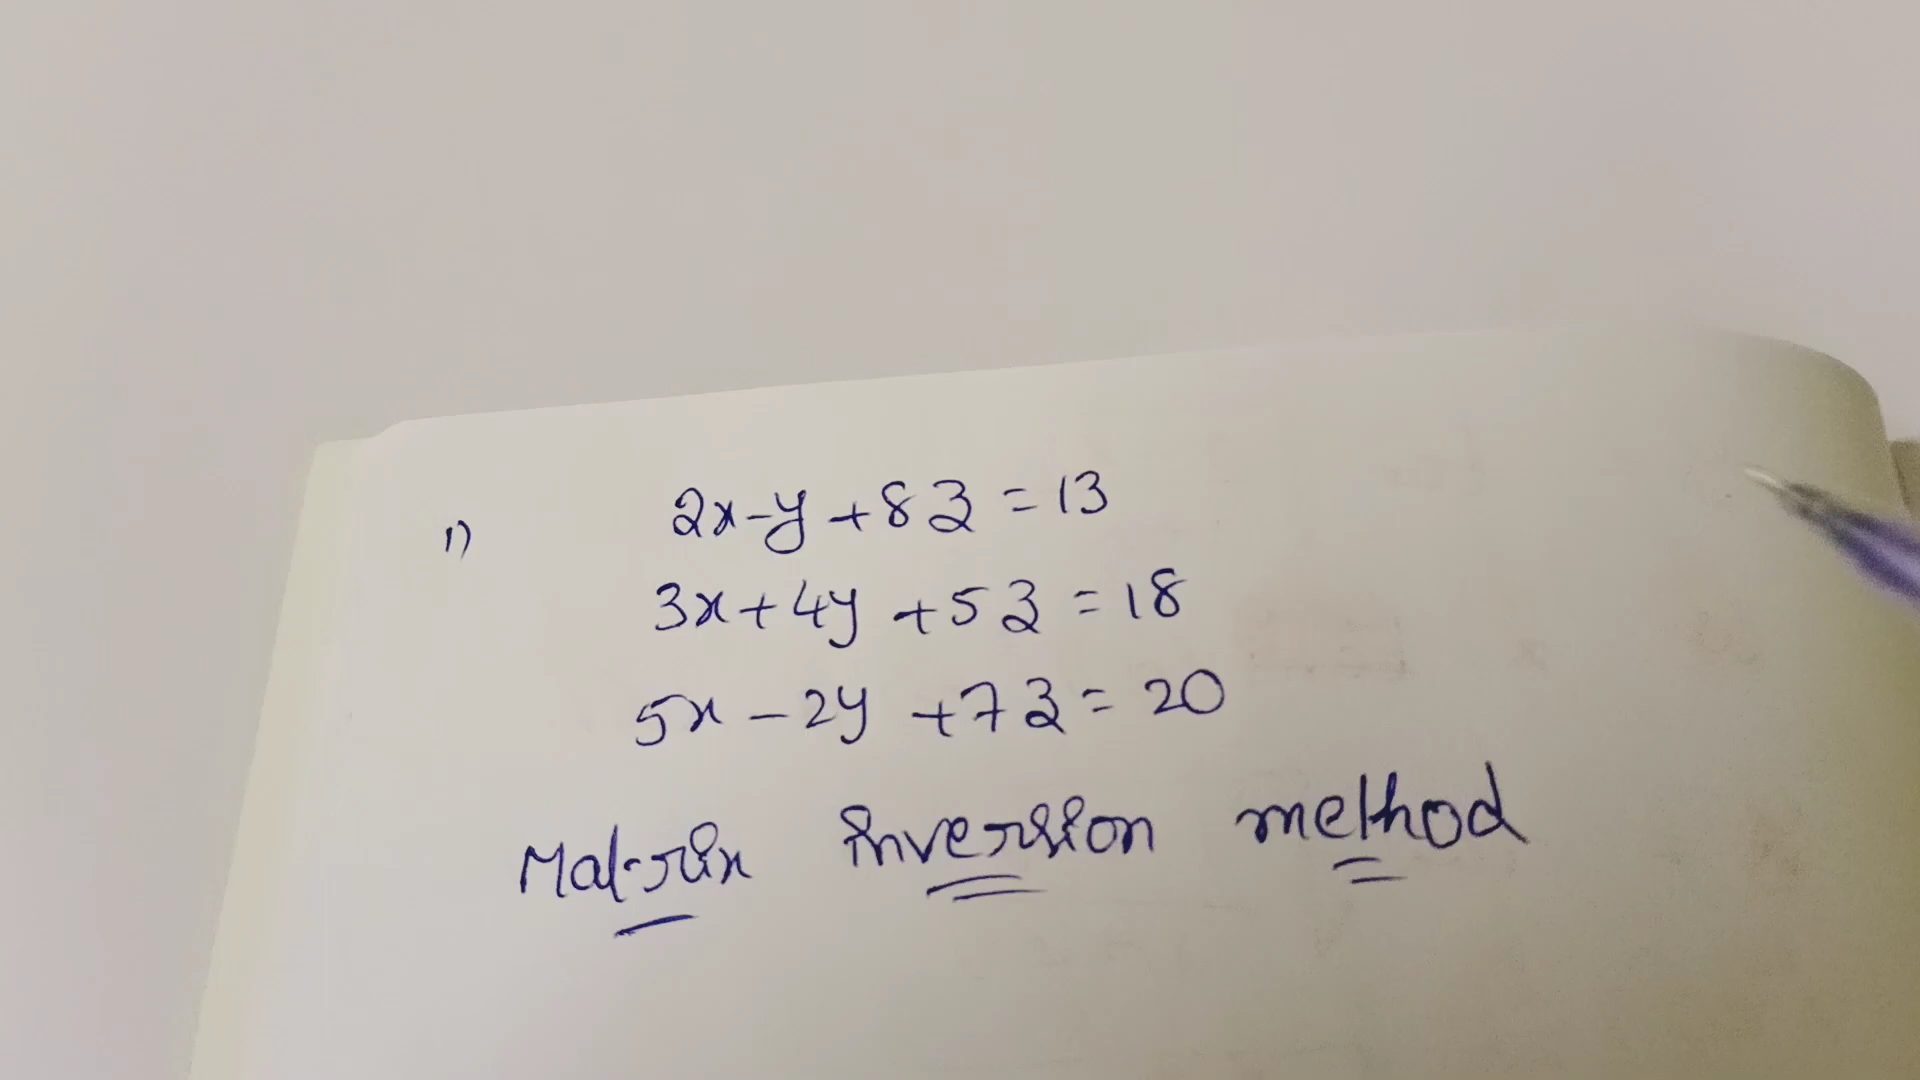 1) 2x-y+8z=13
3x+4y+5z=18
5x-2y+7z=20
Matrix inversion method